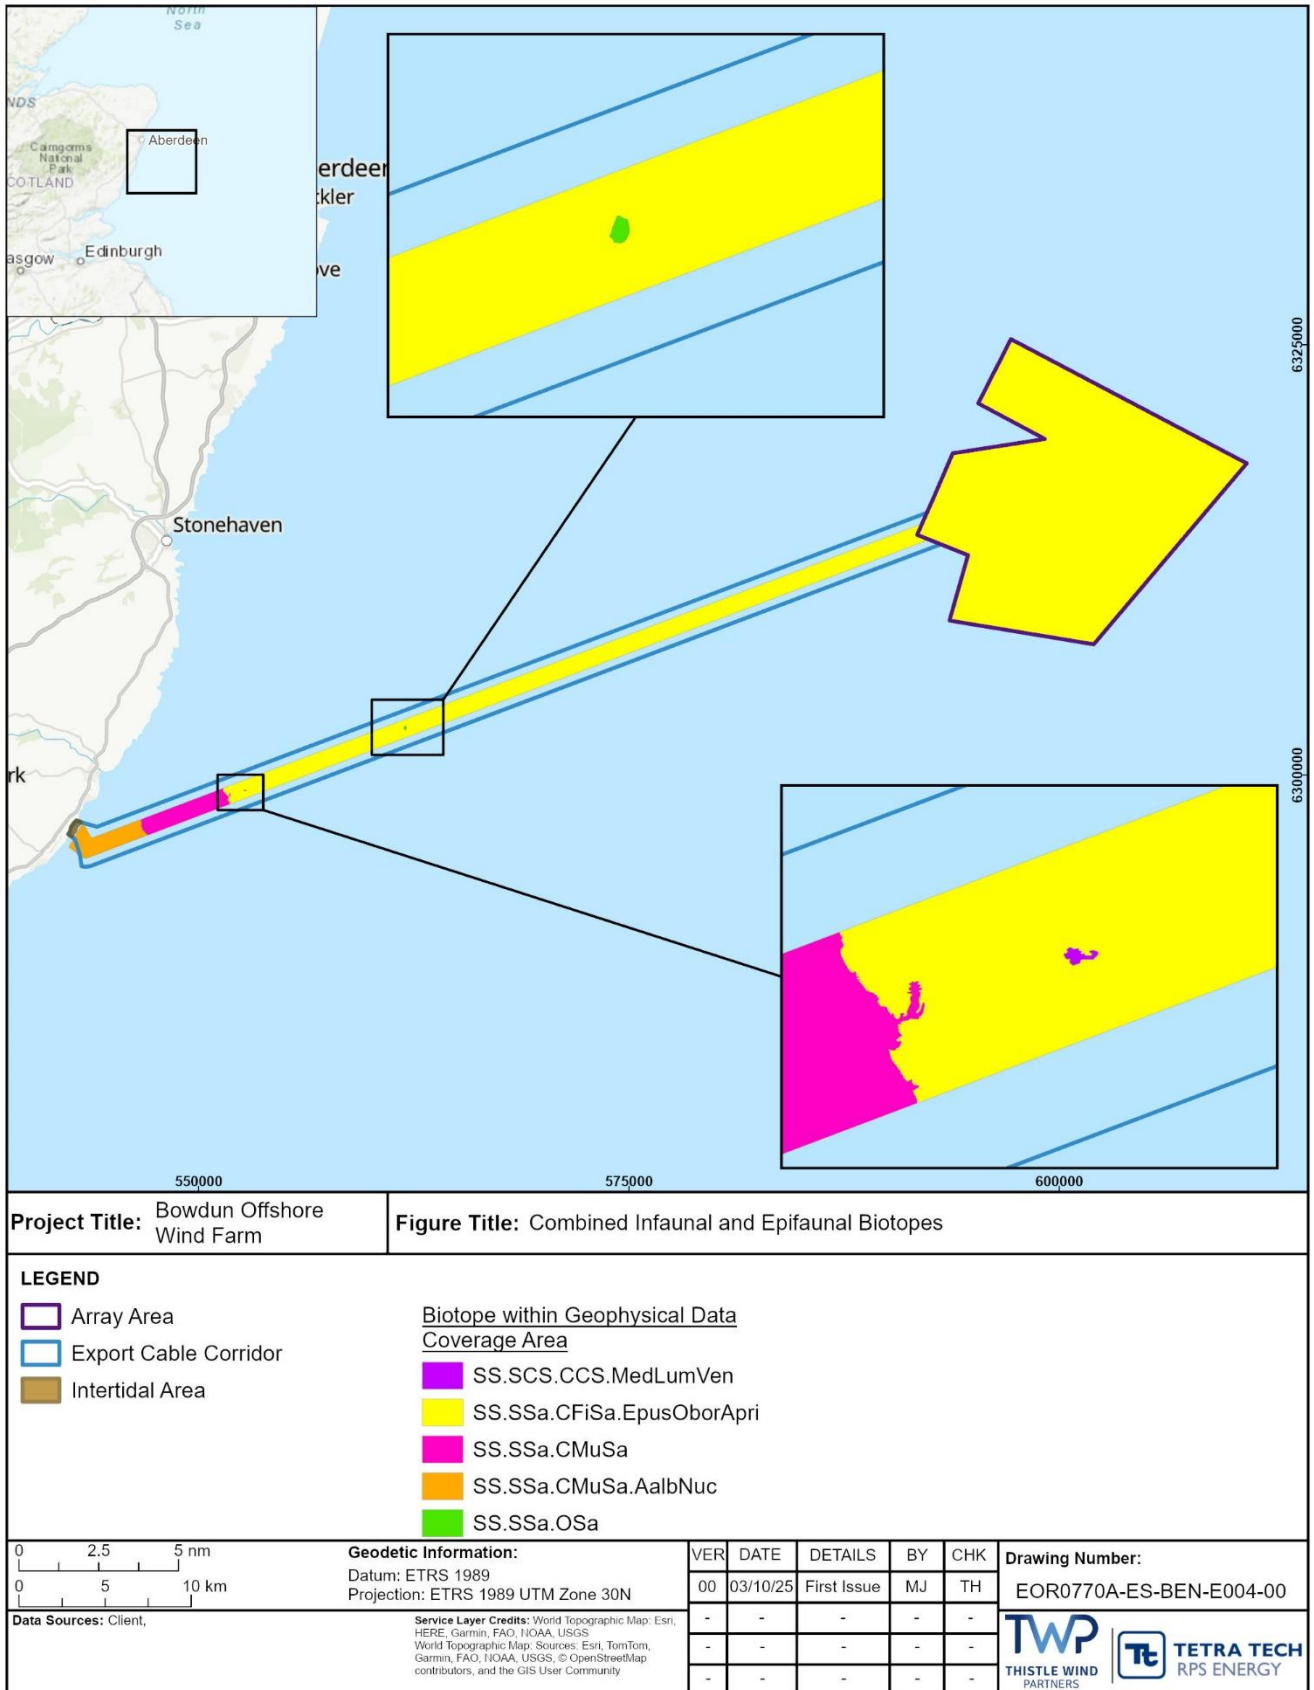 North
Sea
NDS
Aberdeen
Cairngorms
National
Park
COTLAND
asgow
Edinburgh
erdeen
ckler
ove
6325000
Stonehaven
6300000
rk
550000
575000
600000
Project Title: Bowdun Offshore
Wind Farm
Figure Title: Combined Infaunal and Epifaunal Biotopes
LEGEND
Array Area
Export Cable Corridor
Intertidal Area
Biotope within Geophysical Data
Coverage Area
SS.SCS.CCS.MedLumVen
SS.SSa.CFiSa.EpusOborApri
SS.SSa.CMuSa
SS.SSa.CMuSa.AalbNuc
SS.SSa.OSa
0 2.5 5 nm
0 5 10 km
Geodetic Information:
Datum: ETRS 1989
Projection: ETRS 1989 UTM Zone 30N
Data Sources: Client,
Service Layer Credits: World Topographic Map: Esri,
HERE, Garmin, FAO, NOAA, USGS
World Topographic Map: Sources: Esri, TomTom,
Garmin, FAO, NOAA, USGS, © OpenStreetMap
contributors, and the GIS User Community
VER DATE DETAILS BY CHK
00 03/10/25 First Issue MJ TH
- - - - -
- - - - -
- - - - -
Drawing Number:
EOR0770A-ES-BEN-E004-00
TWP
THISTLE WIND
PARTNERS
Tt
TETRA TECH
RPS ENERGY